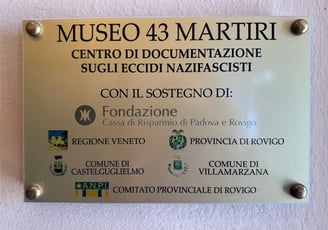 MUSEO 43 MARTIRI
CENTRO DI DOCUMENTAZIONE
SUGLI ECCIDI NAZIFASCISTI
CON IL SOSTEGNO DI:
Fondazione
Cassa di Risparmio di Padova e Rovigo
REGIONE VENETO
PROVINCIA DI ROVIGO
COMUNE DI
CASTELGUGLIELMO
COMUNE DI
VILLAMARZANA
A.N.P.I.
COMITATO PROVINCIALE DI ROVIGO